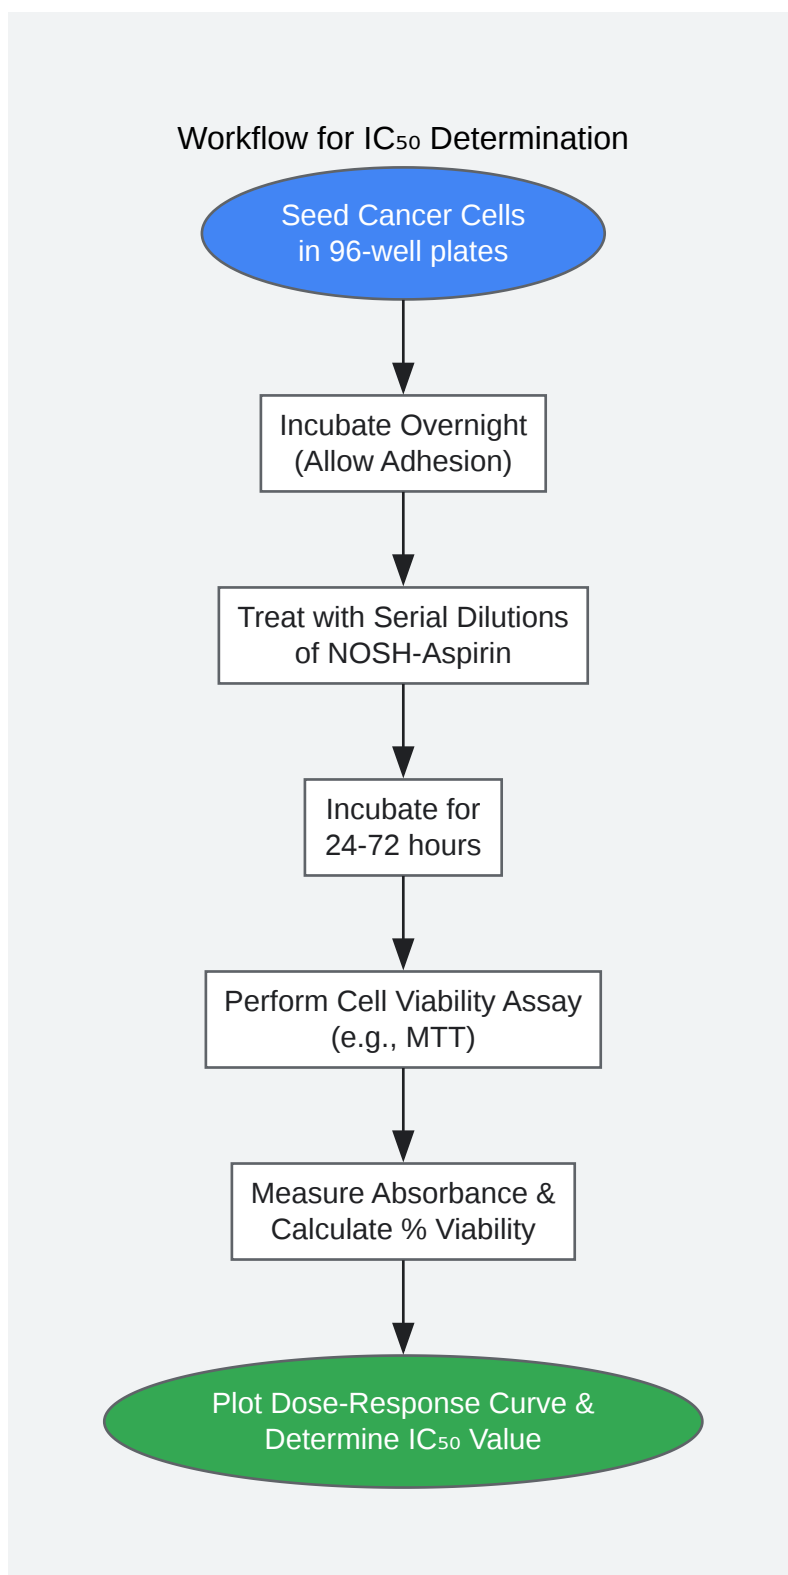 Workflow for IC₅₀ Determination
Seed Cancer Cells
in 96-well plates
Incubate Overnight
(Allow Adhesion)
Treat with Serial Dilutions
of NOSH-Aspirin
Incubate for
24-72 hours
Perform Cell Viability Assay
(e.g., MTT)
Measure Absorbance &
Calculate % Viability
Plot Dose-Response Curve &
Determine IC₅₀ Value